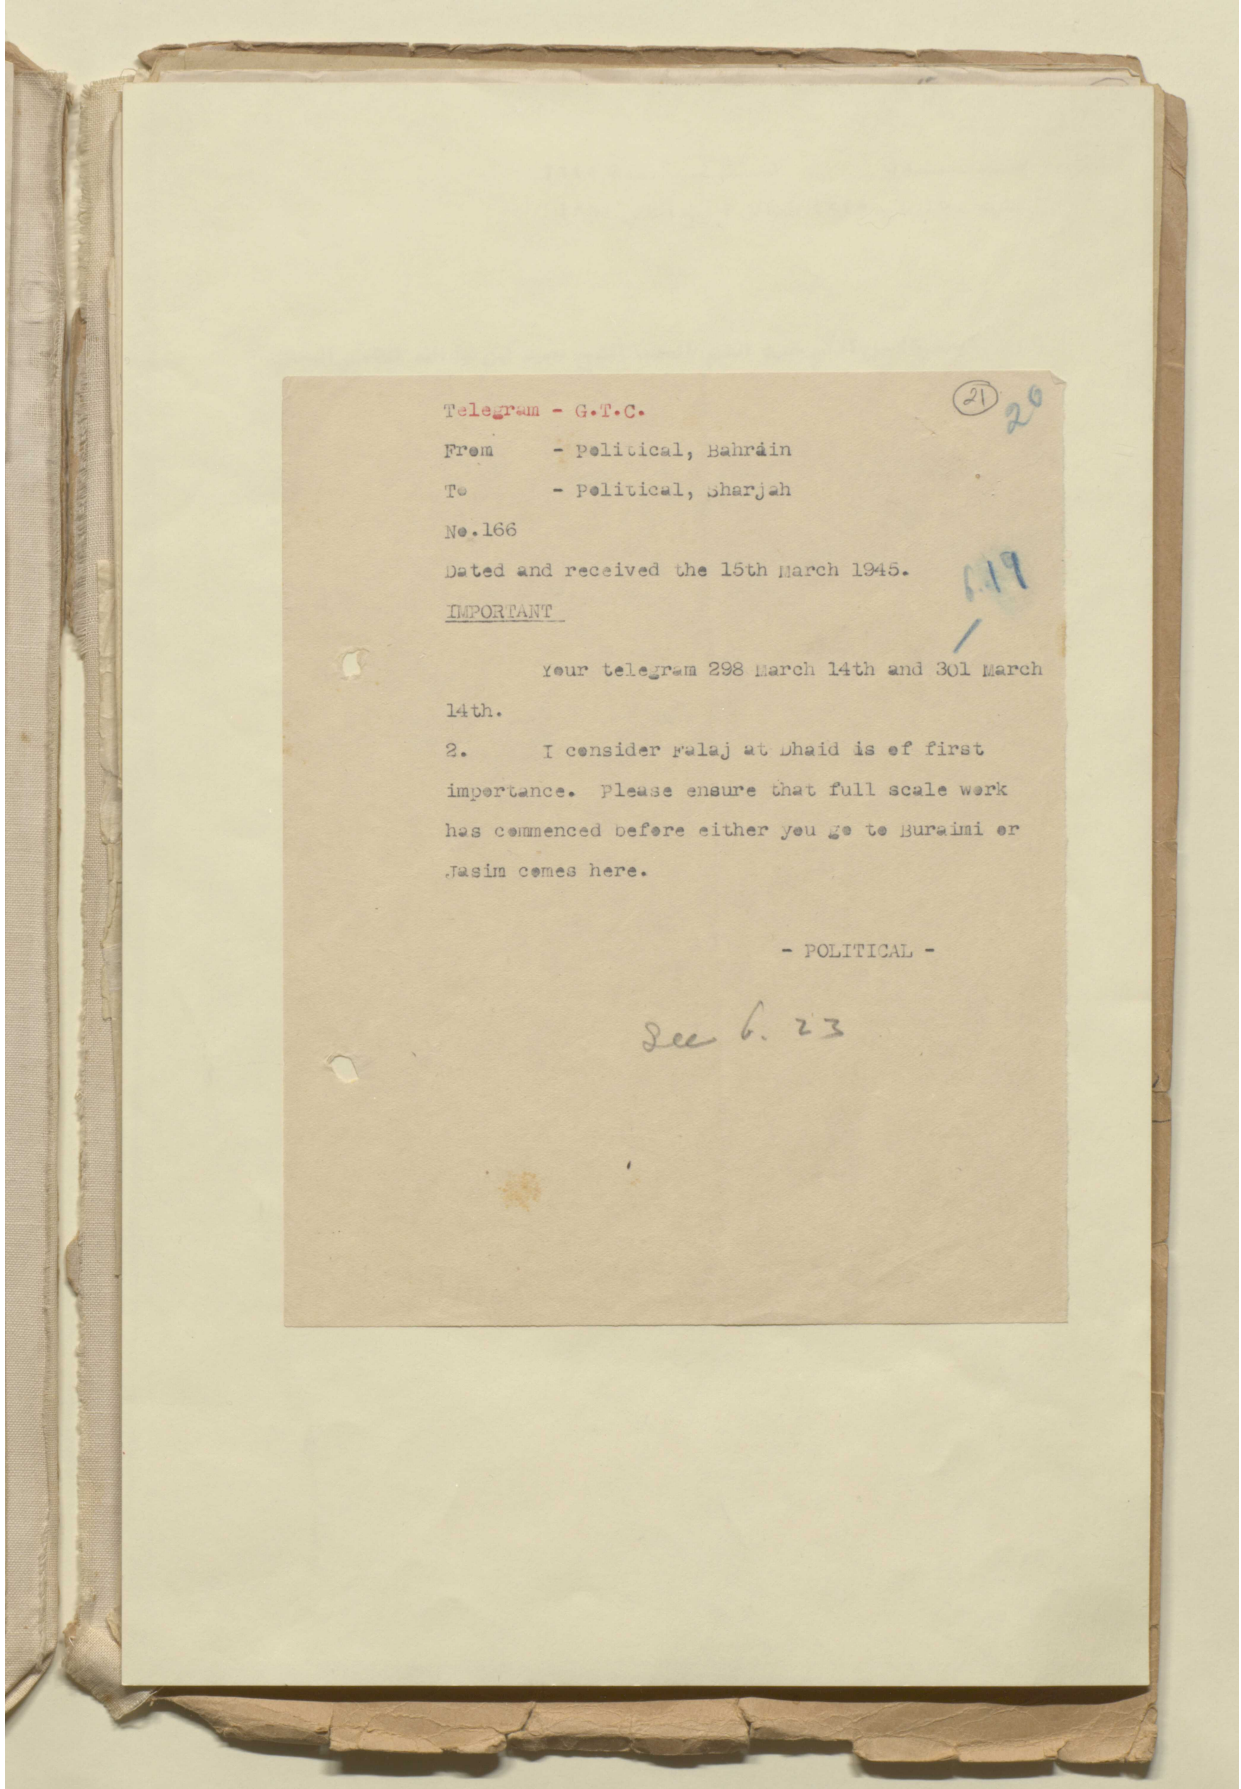 21
20
Telegram - G.T.C.
From - Political, Bahrain
To - Political, Sharjah
No.166
Dated and received the 15th March 1945.
6.19
IMPORTANT
Your telegram 298 March 14th and 301 March
14th.
2. I consider Falaj at Dhaid is of first
importance. Please ensure that full scale work
has commenced before either you go to Buraimi or
Jasim comes here.
- POLITICAL -
See 6. 23